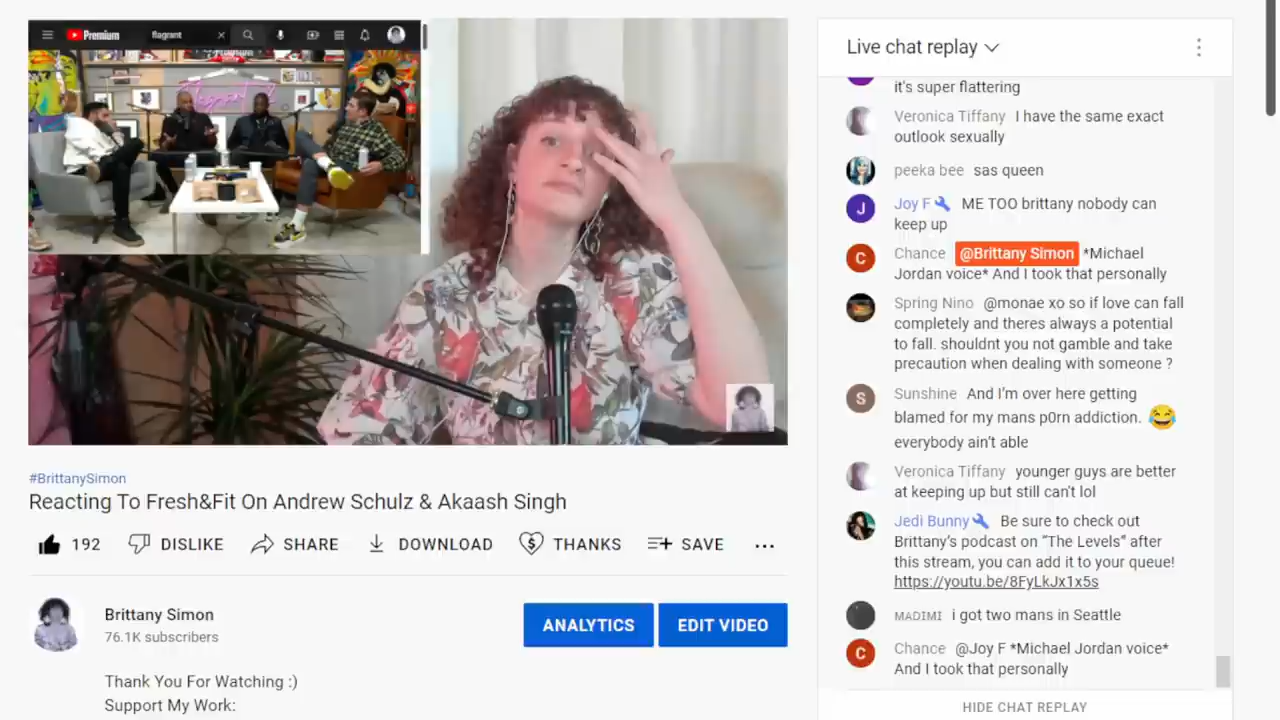 Premium
flagrant
Live chat replay
it's super flattering
Veronica Tiffany I have the same exact
outlook sexually
peeka bee sas queen
J Joy F ME TOO brittany nobody can
keep up
C Chance @Brittany Simon *Michael
Jordan voice* And I took that personally
Spring Nino @monae xo so if love can fall
completely and theres always a potential
to fall. shouldnt you not gamble and take
precaution when dealing with someone ?
S Sunshine And I'm over here getting
blamed for my mans p0rn addiction. 😂
everybody ain't able
Veronica Tiffany younger guys are better
at keeping up but still can't lol
Jedi Bunny Be sure to check out
Brittany's podcast on "The Levels" after
this stream, you can add it to your queue!
https://youtu.be/8FyLkJx1x5s
MADIMI i got two mans in Seattle
C Chance @Joy F *Michael Jordan voice*
And I took that personally
HIDE CHAT REPLAY
#BrittanySimon
Reacting To Fresh&Fit On Andrew Schulz & Akaash Singh
192 DISLIKE SHARE DOWNLOAD THANKS SAVE ...
Brittany Simon
76.1K subscribers
ANALYTICS EDIT VIDEO
Thank You For Watching :)
Support My Work: